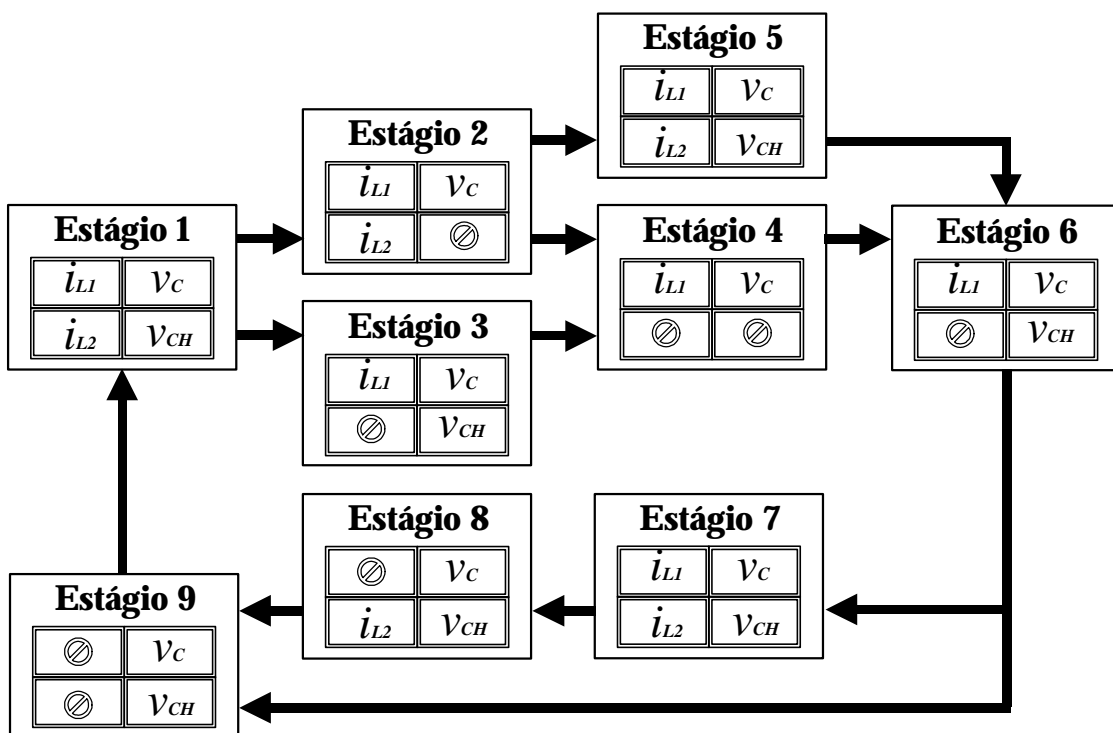 Estágio 1
iL1 vC
iL2 vCH
Estágio 2
iL1 vC
iL2
Estágio 3
iL1 vC
vCH
Estágio 4
iL1 vC
Estágio 5
iL1 vC
iL2 vCH
Estágio 6
iL1 vC
vCH
Estágio 7
iL1 vC
iL2 vCH
Estágio 8
vC
iL2 vCH
Estágio 9
vC
vCH